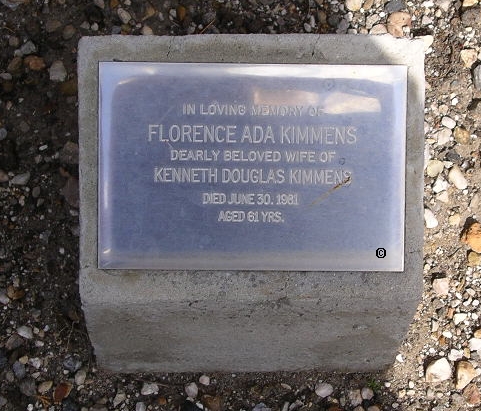 IN LOVING MEMORY OF
FLORENCE ADA KIMMENS
DEARLY BELOVED WIFE OF
KENNETH DOUGLAS KIMMENS
DIED JUNE 30. 1981
AGED 61 YRS.
©